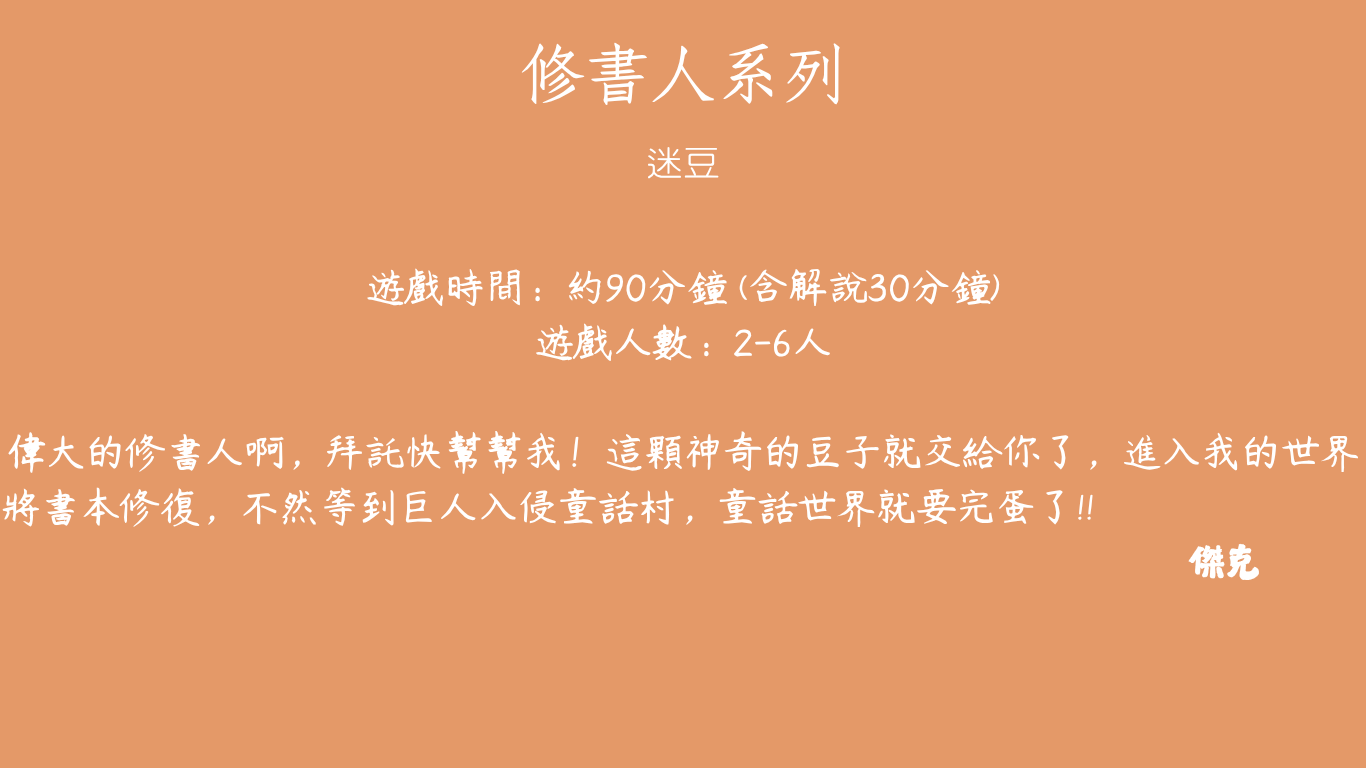 修書人系列
迷豆
遊戲時間：約90分鐘(含解說30分鐘)
遊戲人數：2-6人
偉大的修書人啊，拜託快幫幫我！這顆神奇的豆子就交給你了，進入我的世界
將書本修復，不然等到巨人入侵童話村，童話世界就要完蛋了!!
傑克